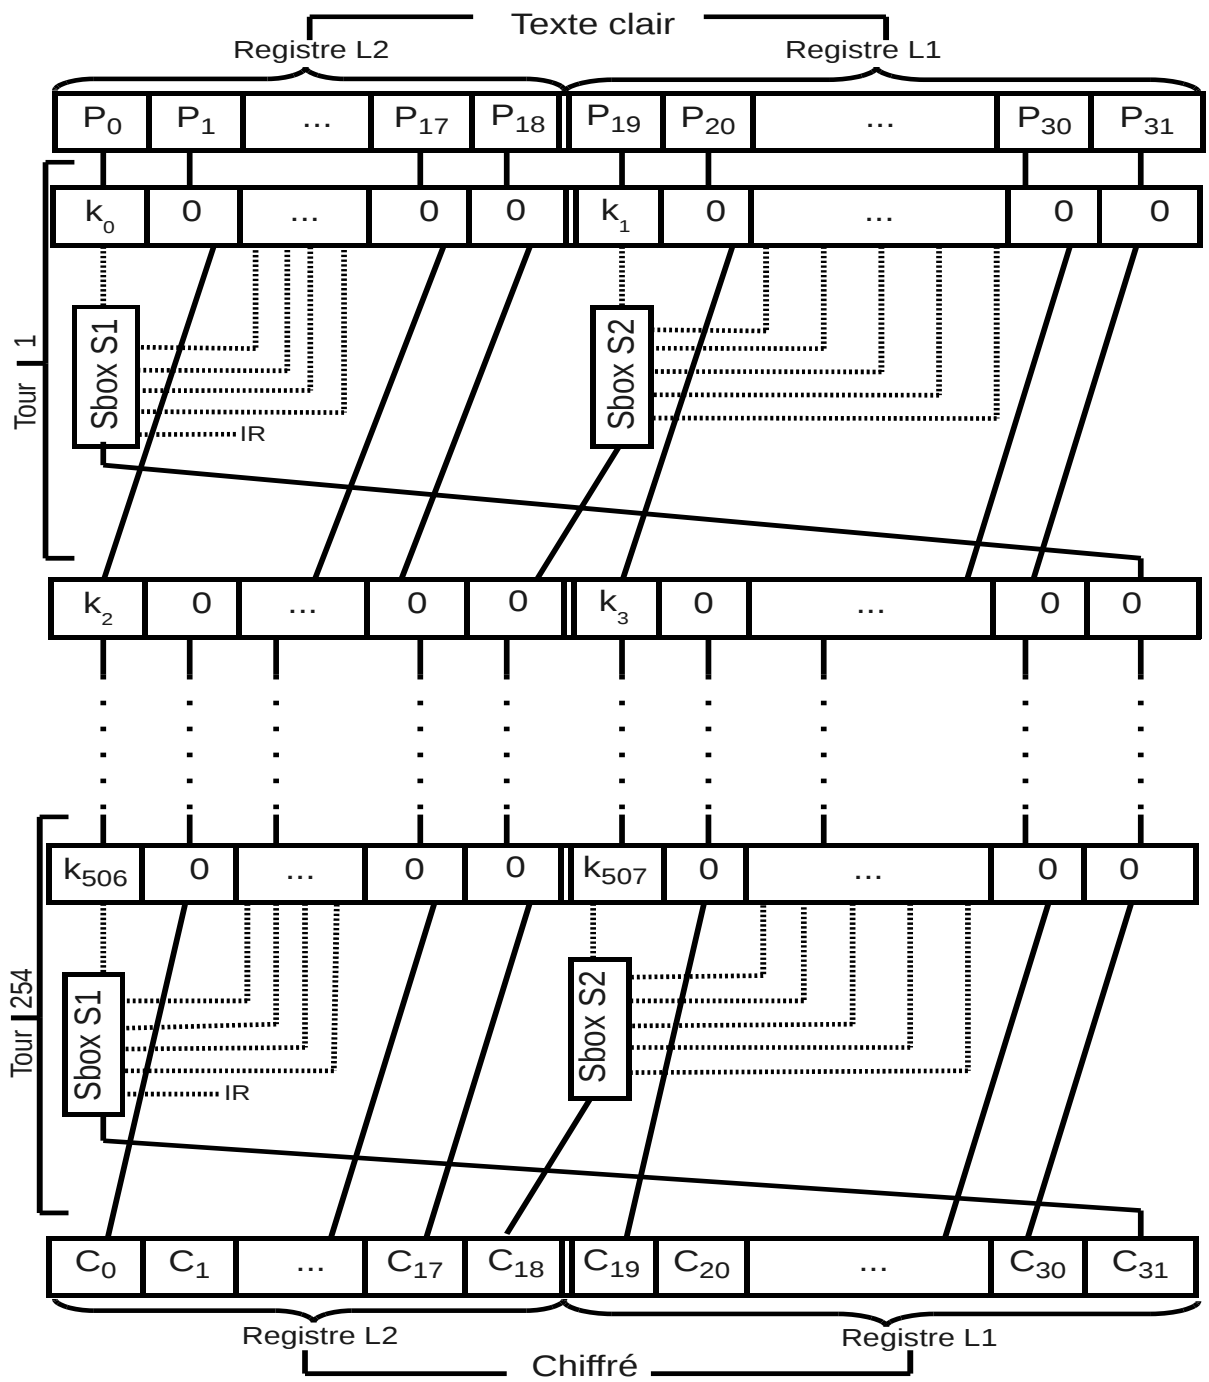 Texte clair
Registre L2 Registre L1
P0 P1 ... P17 P18 P19 P20 ... P30 P31
k0 0 ... 0 0 k1 0 ... 0 0
Tour 1
Sbox S1
IR
Sbox S2
k2 0 ... 0 0 k3 0 ... 0 0
k506 0 ... 0 0 k507 0 ... 0 0
Tour 254
Sbox S1
IR
Sbox S2
C0 C1 ... C17 C18 C19 C20 ... C30 C31
Registre L2 Registre L1
Chiffré